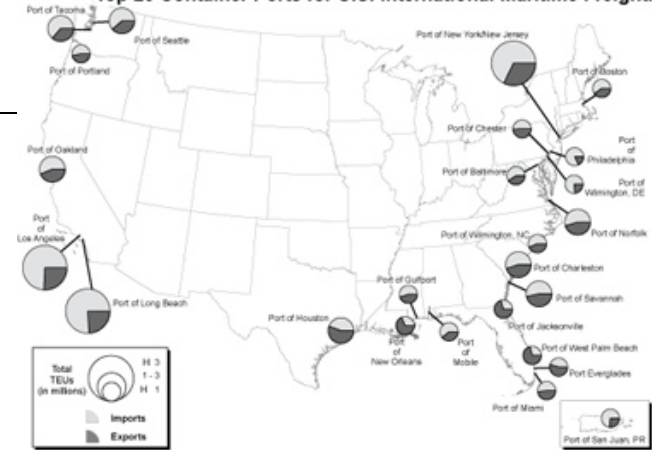 Port of Tacoma
Port of Seattle
Port of Portland
Port of New York/New Jersey
Port of Boston
Port of Chester
Port
of
Philadelphia
Port of Oakland
Port of Baltimore
Port of
Wilmington, DE
Port
of
Los Angeles
Port of Norfolk
Port of Wilmington, NC
Port of Charleston
Port of Long Beach
Port of Gulfport
Port of Savannah
Port of Houston
Port of Jacksonville
Port
of
New Orleans
Port
of
Mobile
Port of West Palm Beach
Port Everglades
Port of Miami
Total
TEUs
(in millions)
H 3
1 - 3
H 1
Imports
Exports
Port of San Juan, PR